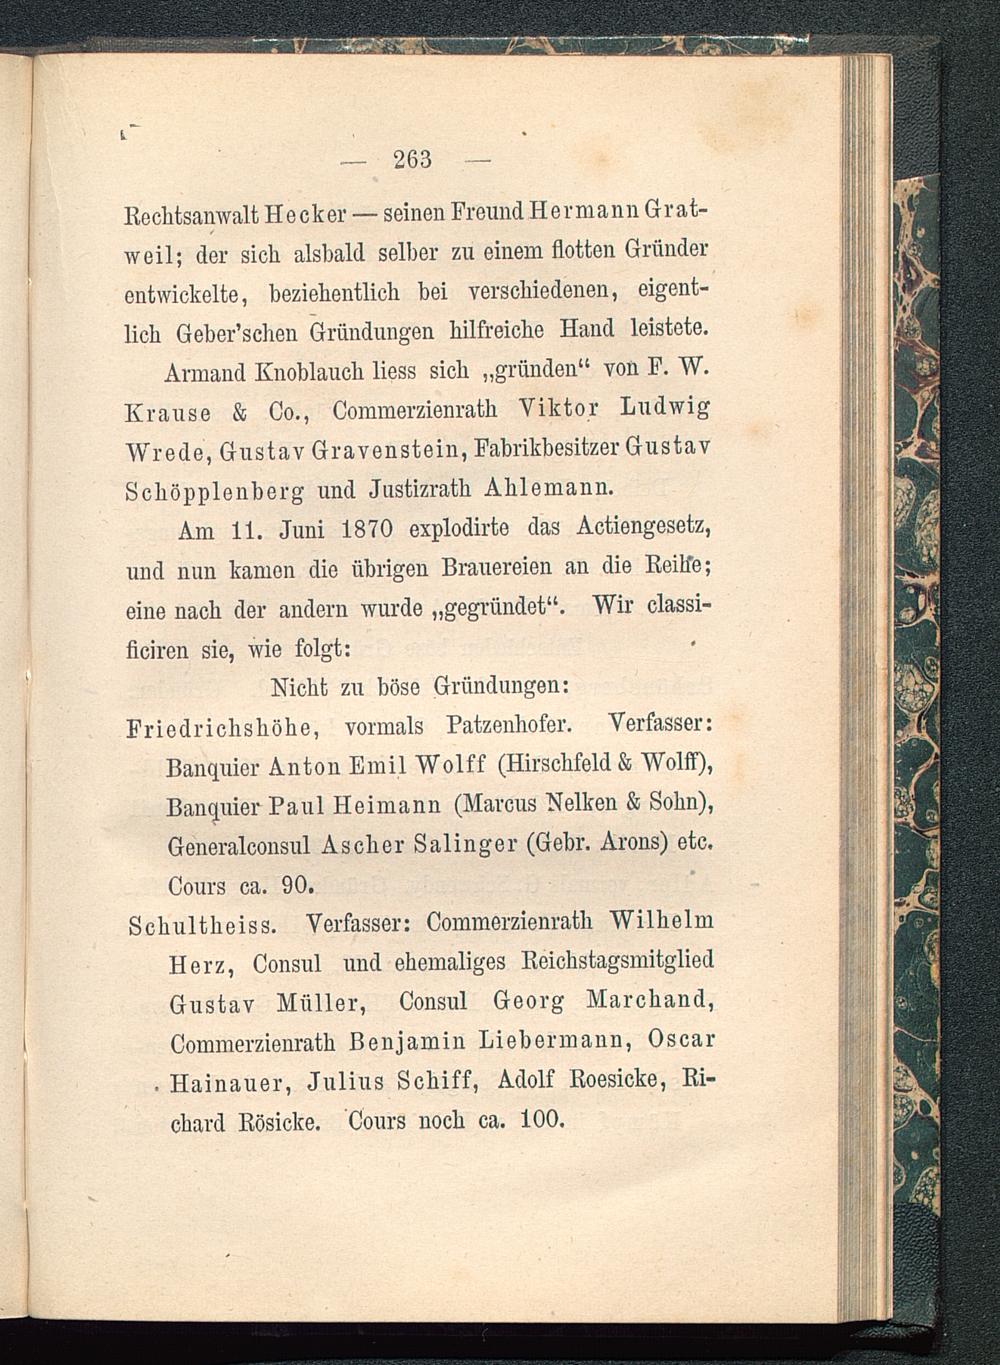 — 263 —
Rechtsanwalt Hecker — seinen Freund Hermann Grat-
weil; der sich alsbald selber zu einem flotten Gründer
entwickelte, beziehentlich bei verschiedenen, eigent-
lich Geber'schen Gründungen hilfreiche Hand leistete.
Armand Knoblauch liess sich „gründen“ von F. W.
Krause & Co., Commerzienrath Viktor Ludwig
Wrede, Gustav Gravenstein, Fabrikbesitzer Gustav
Schöpplenberg und Justizrath Ahlemann.
Am 11. Juni 1870 explodirte das Actiengesetz,
und nun kamen die übrigen Brauereien an die Reihe;
eine nach der andern wurde „gegründet“. Wir classi-
ficiren sie, wie folgt:
Nicht zu böse Gründungen:
Friedrichshöhe, vormals Patzenhofer. Verfasser:
Banquier Anton Emil Wolff (Hirschfeld & Wolff),
Banquier Paul Heimann (Marcus Nelken & Sohn),
Generalconsul Ascher Salinger (Gebr. Arons) etc.
Cours ca. 90.
Schultheiss. Verfasser: Commerzienrath Wilhelm
Herz, Consul und ehemaliges Reichstagsmitglied
Gustav Müller, Consul Georg Marchand,
Commerzienrath Benjamin Liebermann, Oscar
Hainauer, Julius Schiff, Adolf Roesicke, Ri-
chard Rösicke. Cours noch ca. 100.